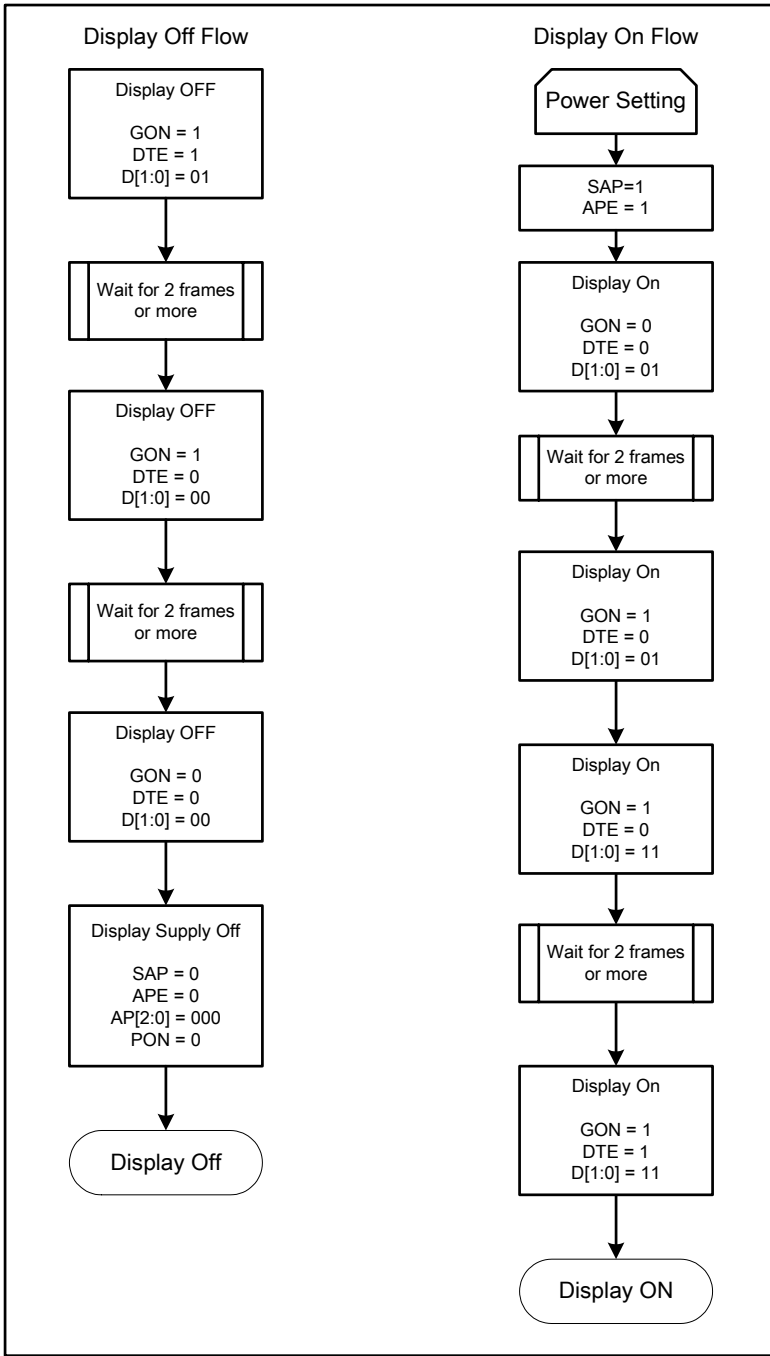 Display Off Flow
Display OFF
GON = 1
DTE = 1
D[1:0] = 01
Wait for 2 frames
or more
Display OFF
GON = 1
DTE = 0
D[1:0] = 00
Wait for 2 frames
or more
Display OFF
GON = 0
DTE = 0
D[1:0] = 00
Display Supply Off
SAP = 0
APE = 0
AP[2:0] = 000
PON = 0
Display Off
Display On Flow
Power Setting
SAP=1
APE = 1
Display On
GON = 0
DTE = 0
D[1:0] = 01
Wait for 2 frames
or more
Display On
GON = 1
DTE = 0
D[1:0] = 01
Display On
GON = 1
DTE = 0
D[1:0] = 11
Wait for 2 frames
or more
Display On
GON = 1
DTE = 1
D[1:0] = 11
Display ON